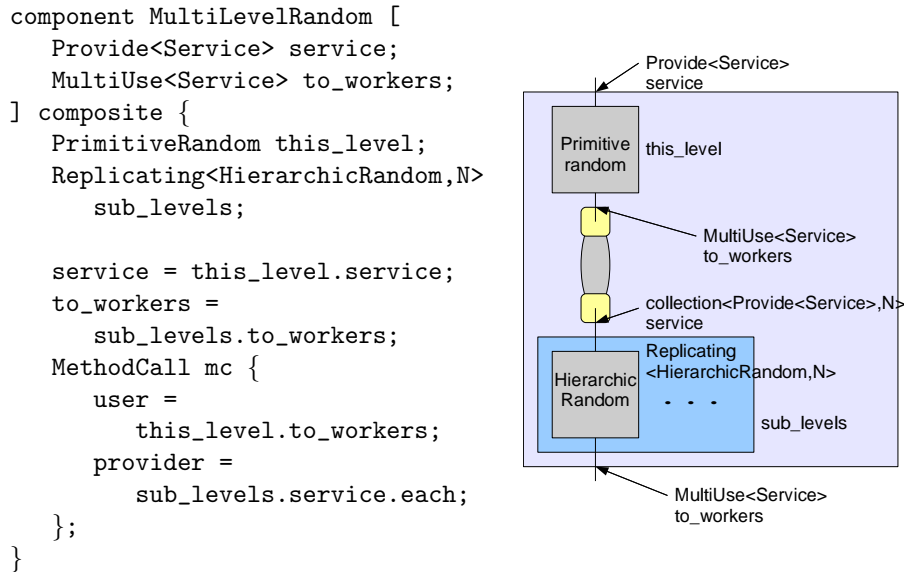 component MultiLevelRandom [
Provide<Service> service;
MultiUse<Service> to_workers;
] composite {
PrimitiveRandom this_level;
Replicating<HierarchicRandom,N>
sub_levels;
service = this_level.service;
to_workers =
sub_levels.to_workers;
MethodCall mc {
user =
this_level.to_workers;
provider =
sub_levels.service.each;
};
}
Provide<Service>
service
Primitive
random
this_level
MultiUse<Service>
to_workers
collection<Provide<Service>,N>
service
Replicating
<HierarchicRandom,N>
Hierarchic
Random
. . .
sub_levels
MultiUse<Service>
to_workers